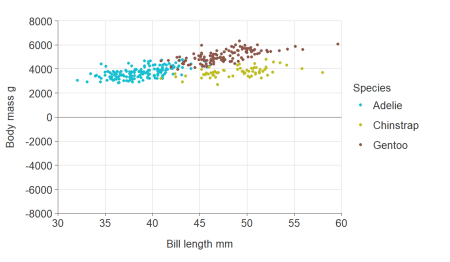 8000
6000
4000
2000
0
-2000
-4000
-6000
-8000
Body mass g
30 35 40 45 50 55 60
Bill length mm
Species
Adelie
Chinstrap
Gentoo